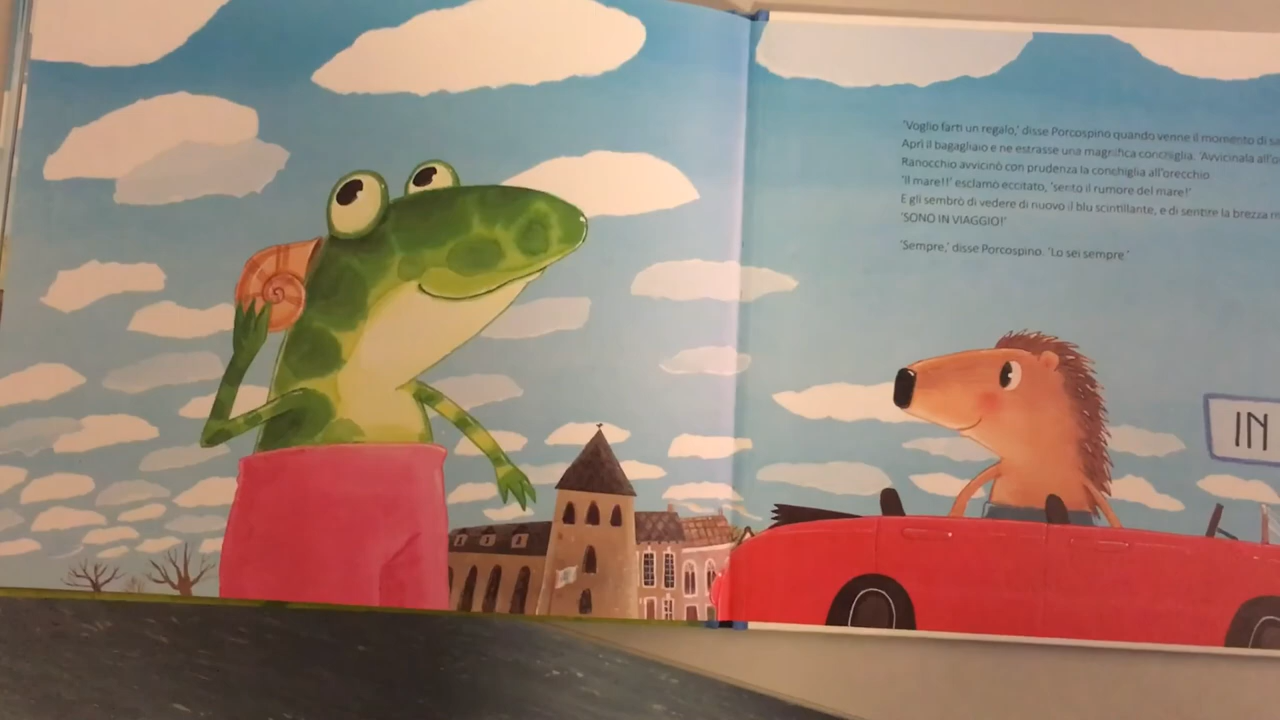 'Voglio farti un regalo,' disse Porcospino quando venne il momento di
Aprì il bagagliaio e ne estrasse una magnifica conchiglia. 'Avvicinala
Ranocchio avvicinò con prudenza la conchiglia all'orecchio.
'Il mare!!' esclamò eccitato, 'sento il rumore del mare!'
E gli sembrò di vedere di nuovo il blu scintillante, e di sentire la brezza
'SONO IN VIAGGIO!'
'Sempre,' disse Porcospino. 'Lo sei sempre.'
IN